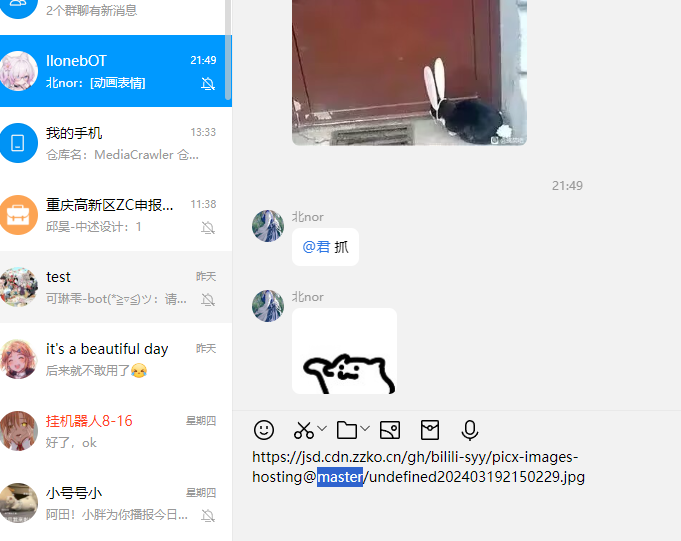 2个群聊有新消息
IlonebOT
21:49
北nor：[动画表情]
我的手机
13:33
仓库名：MediaCrawler 仓...
重庆高新区ZC申报...
11:38
邱昊-中述设计：1
test
昨天
可琳雫-bot(*≧▽≦)ツ：请...
it's a beautiful day
昨天
后来就不敢用了
挂机器人8-16
星期四
好了，ok
小号号小
星期四
阿田！小胖为你播报今日...
21:49
北nor
@君 抓
北nor
https://jsd.cdn.zzko.cn/gh/bilili-syy/picx-images-
hosting@master/undefined202403192150229.jpg